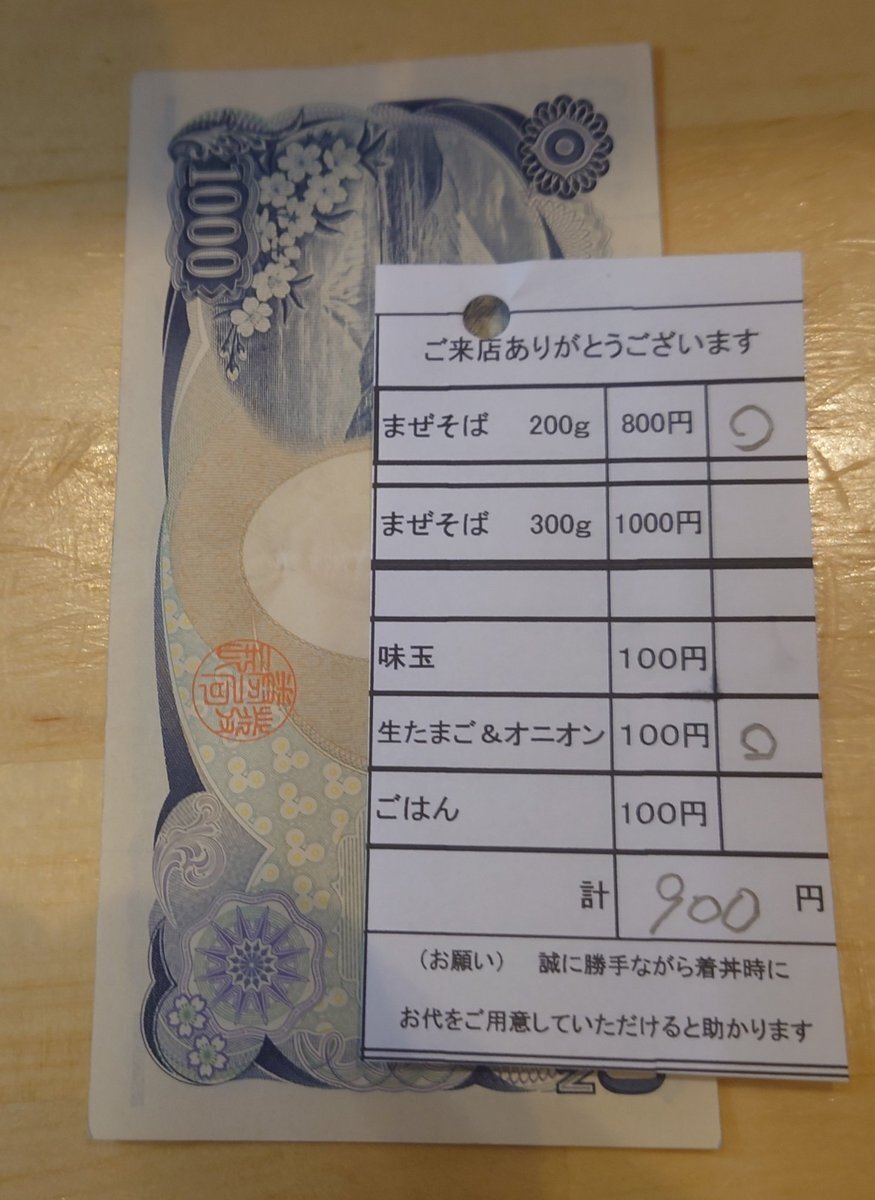 1000
ご来店ありがとうございます
まぜそば 200g 800円 ○
まぜそば 300g 1000円
味玉 100円
生たまご&オニオン 100円 ○
ごはん 100円
計 900 円
(お願い) 誠に勝手ながら着丼時に
お代をご用意していただけると助かります